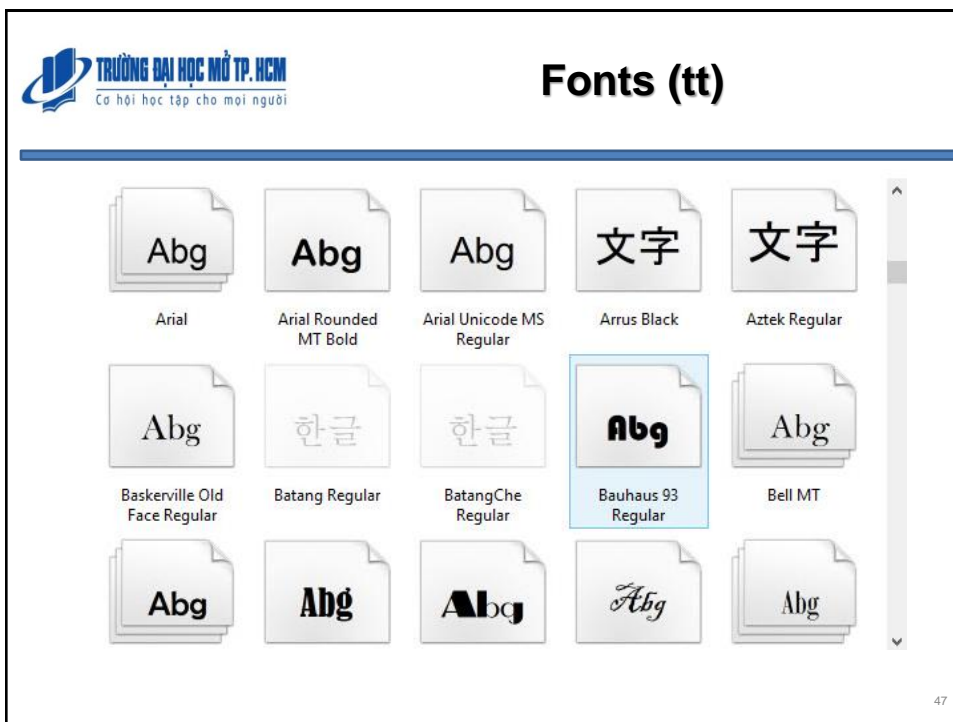 TRƯỜNG ĐẠI HỌC MỞ TP. HCM
Cơ hội học tập cho mọi người
Fonts (tt)
Abg Abg Abg 文字 文字
Arial Arial Rounded Arial Unicode MS Arrus Black Aztek Regular
MT Bold Regular
Abg 한글 한글 Abg Abg
Baskerville Old Batang Regular BatangChe Bauhaus 93 Bell MT
Face Regular Regular Regular
Abg Abg Abg Abg Abg
47